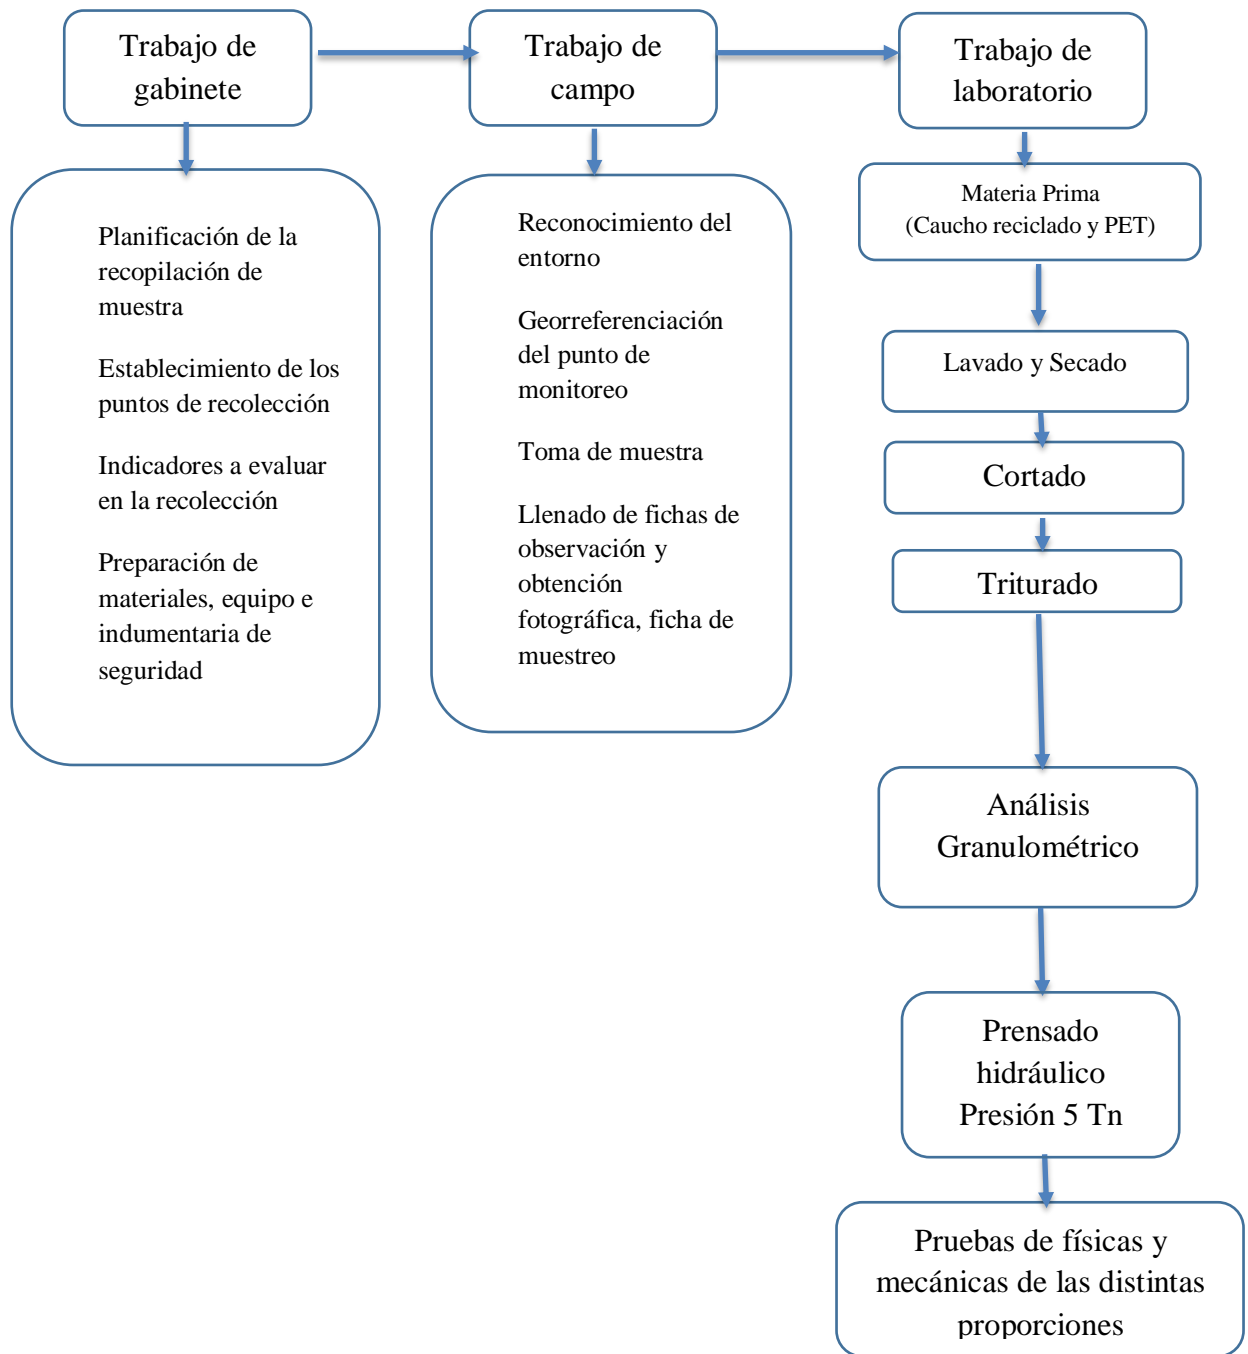 Trabajo de
gabinete
Trabajo de
campo
Trabajo de
laboratorio
Planificación de la
recopilación de
muestra
Establecimiento de los
puntos de recolección
Indicadores a evaluar
en la recolección
Preparación de
materiales, equipo e
indumentaria de
seguridad
Reconocimiento del
entorno
Georreferenciación
del punto de
monitoreo
Toma de muestra
Llenado de fichas de
observación y
obtención
fotográfica, ficha de
muestreo
Materia Prima
(Caucho reciclado y PET)
Lavado y Secado
Cortado
Triturado
Análisis
Granulométrico
Prensado
hidráulico
Presión 5 Tn
Pruebas de físicas y
mecánicas de las distintas
proporciones